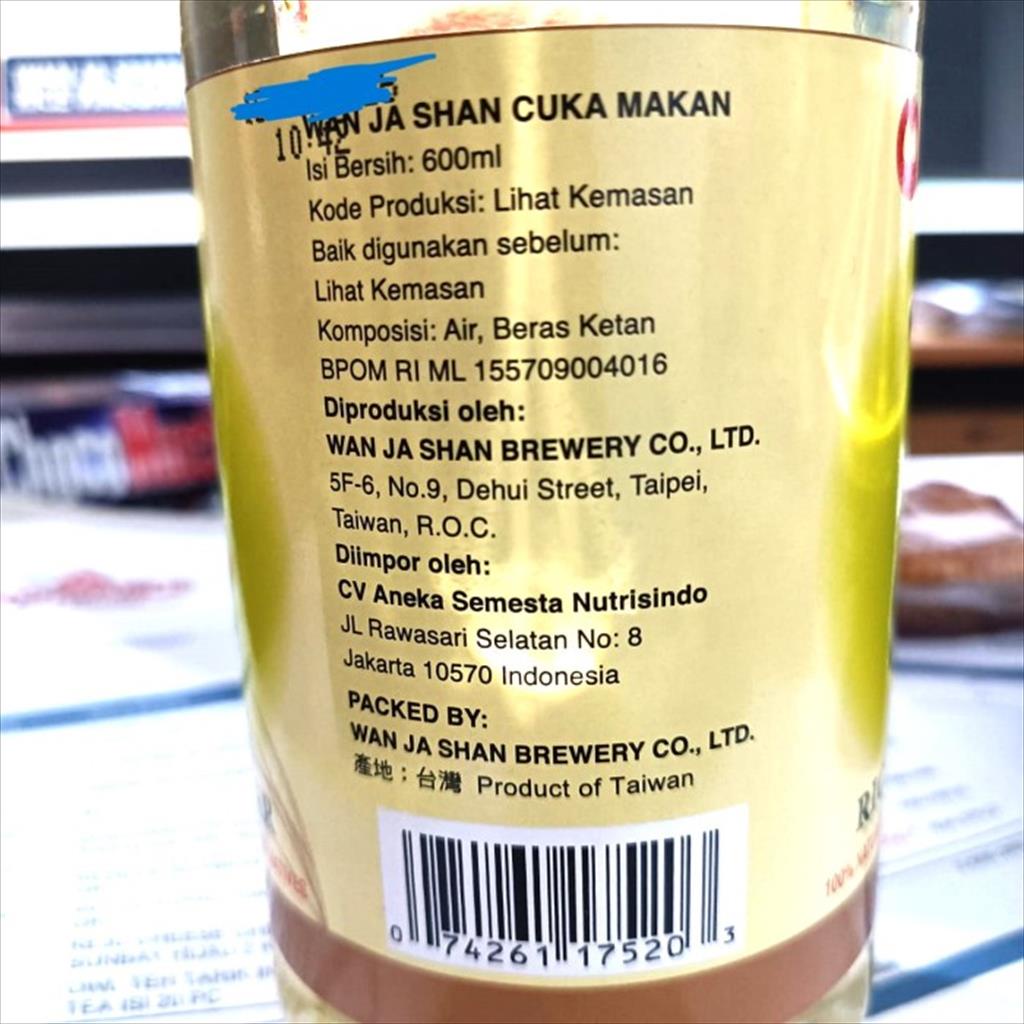 WAN JA SHAN CUKA MAKAN
10:42
Isi Bersih: 600ml
Kode Produksi: Lihat Kemasan
Baik digunakan sebelum:
Lihat Kemasan
Komposisi: Air, Beras Ketan
BPOM RI ML 155709004016
Diproduksi oleh:
WAN JA SHAN BREWERY CO., LTD.
5F-6, No.9, Dehui Street, Taipei,
Taiwan, R.O.C.
Diimpor oleh:
CV Aneka Semesta Nutrisindo
JL Rawasari Selatan No: 8
Jakarta 10570 Indonesia
PACKED BY:
WAN JA SHAN BREWERY CO., LTD.
產地：台灣 Product of Taiwan
0 74261 17520 3
100%